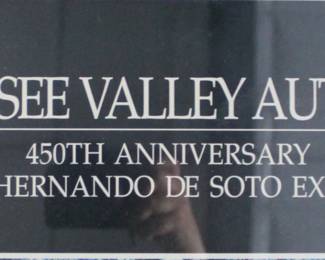 SEE VALLEY AUT
450TH ANNIVERSARY
HERNANDO DE SOTO EX